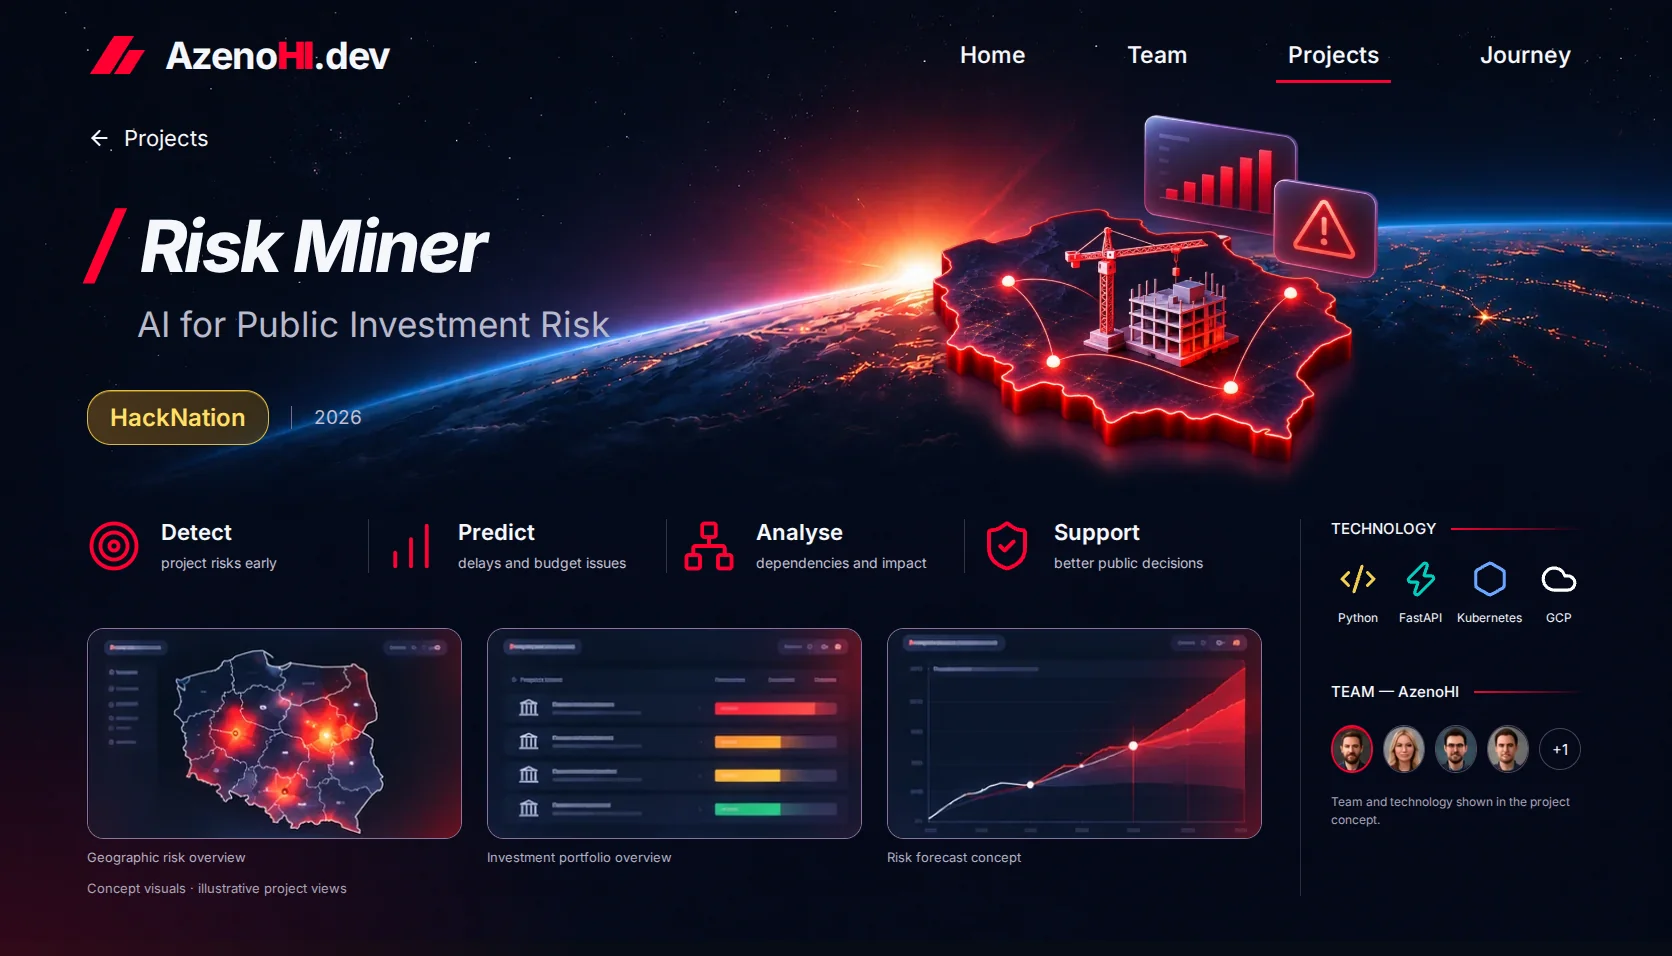 AzenoHI.dev
Home
Team
Projects
Journey
← Projects
Risk Miner
AI for Public Investment Risk
HackNation
2026
Detect
project risks early
Predict
delays and budget issues
Analyse
dependencies and impact
Support
better public decisions
TECHNOLOGY
Python
FastAPI
Kubernetes
GCP
Geographic risk overview
Concept visuals · illustrative project views
Investment portfolio overview
Risk forecast concept
TEAM — AzenoHI
+1
Team and technology shown in the project
concept.